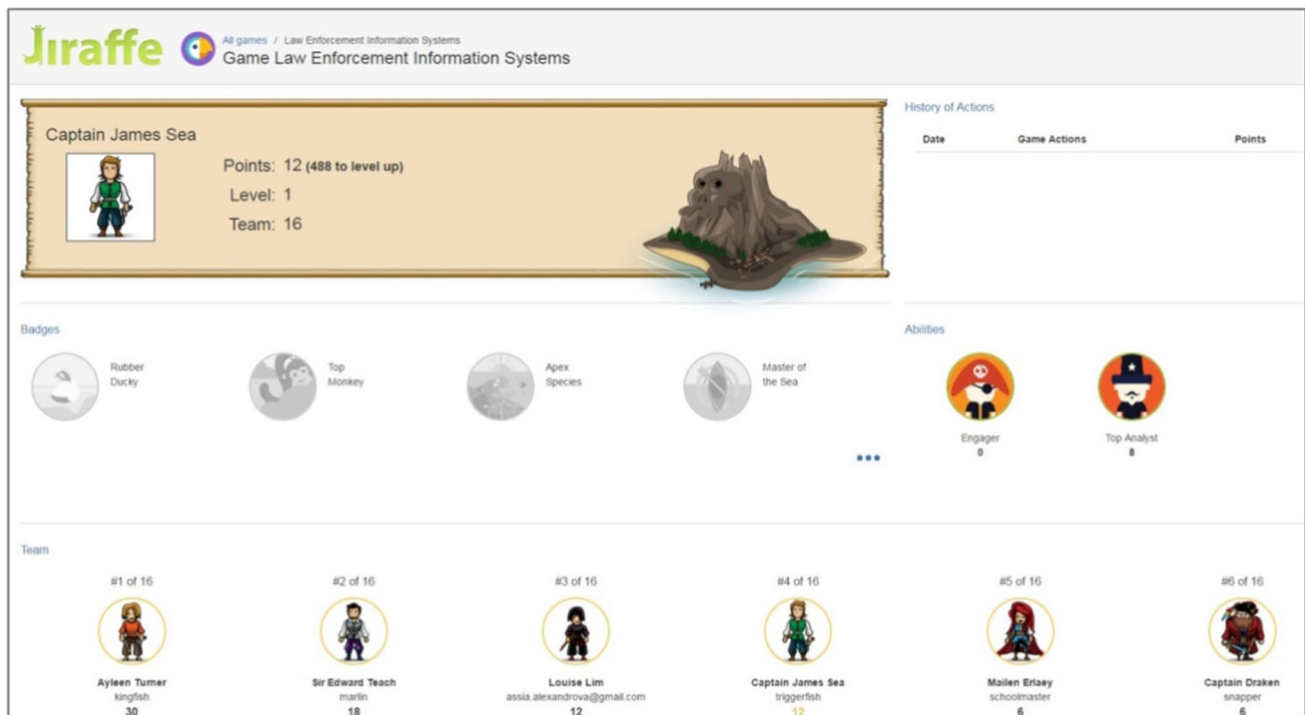 Jiraffe
All games / Law Enforcement Information Systems
Game Law Enforcement Information Systems
Captain James Sea
Points: 12 (488 to level up)
Level: 1
Team: 16
History of Actions
Date Game Actions Points
Badges
Rubber
Ducky
Top
Monkey
Apex
Species
Master of
the Sea
Abilities
Engager
0
Top Analyst
8
Team
#1 of 16 #2 of 16 #3 of 16 #4 of 16 #5 of 16 #6 of 16
Ayleen Turner Sir Edward Teach Louise Lim Captain James Sea Mailen Erlaey Captain Draken
kingfish marlin assia.alexandrova@gmail.com triggerfish schoolmaster snapper
30 18 12 12 6 6